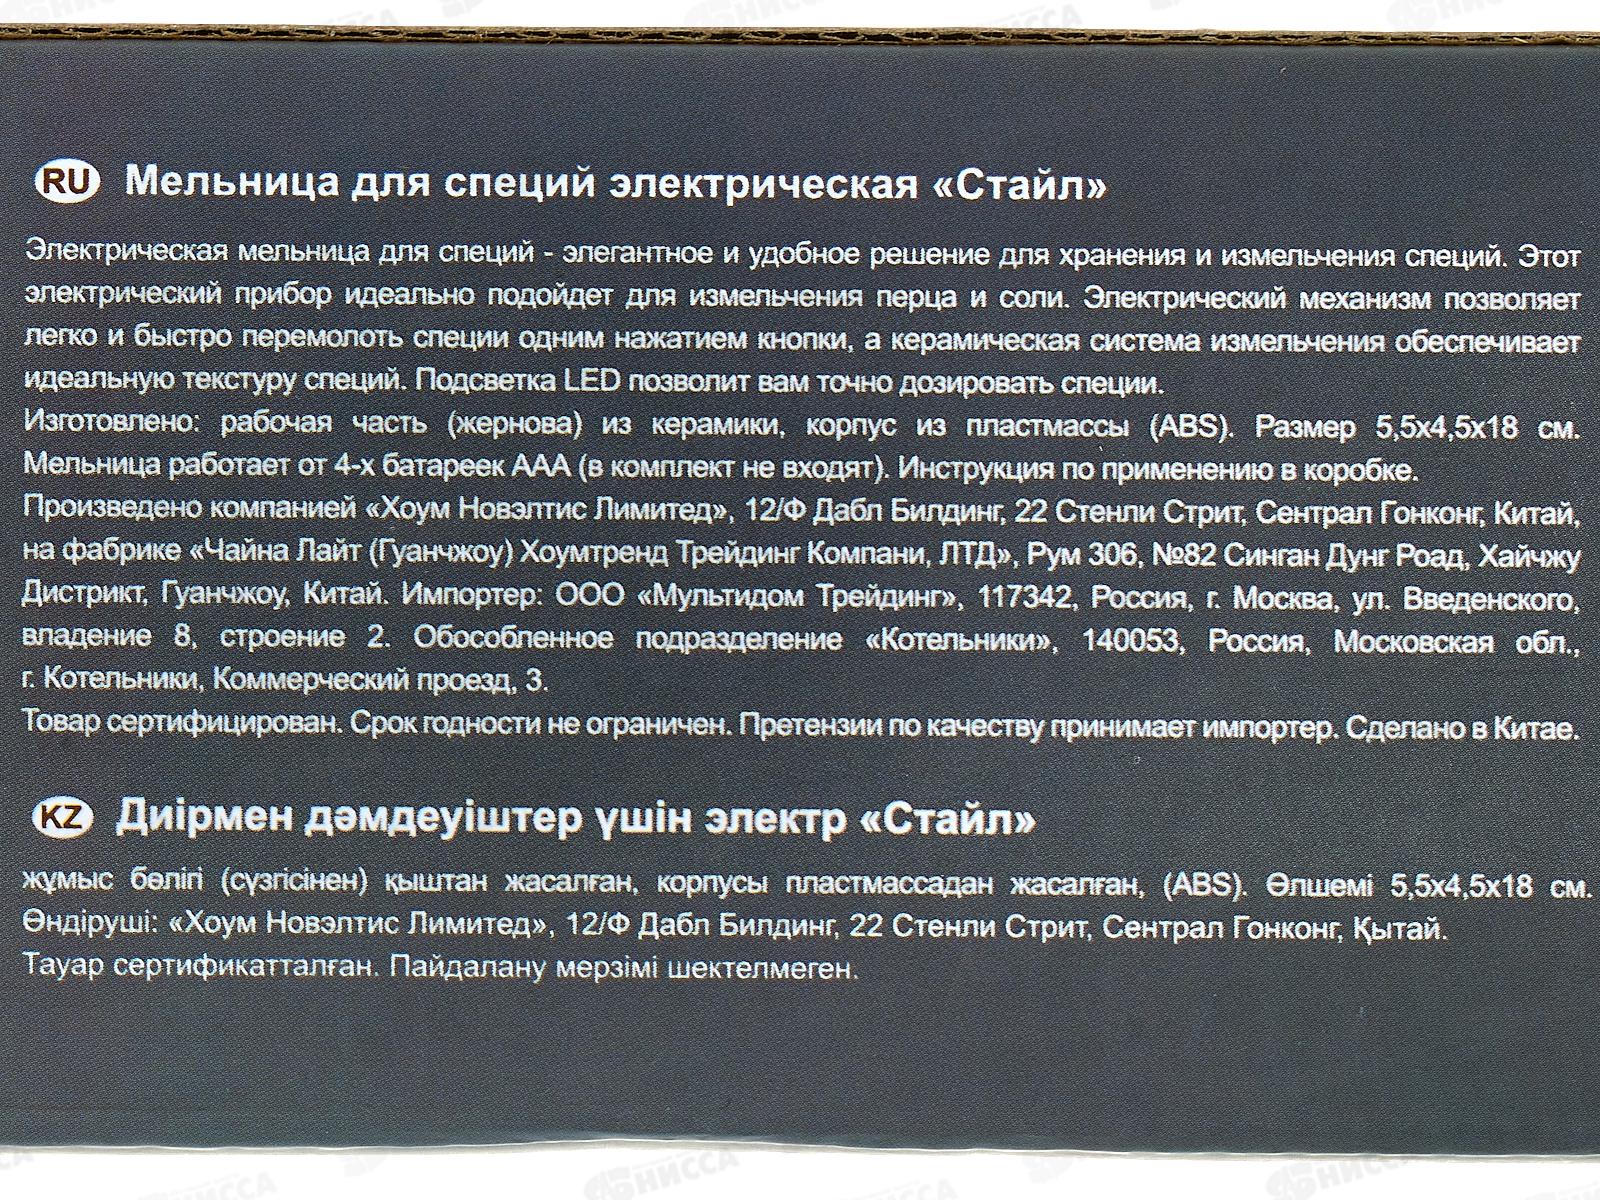 RU Мельница для специй электрическая «Стайл»
Электрическая мельница для специй - элегантное и удобное решение для хранения и измельчения специй. Этот
электрический прибор идеально подойдет для измельчения перца и соли. Электрический механизм позволяет
легко и быстро перемолоть специи одним нажатием кнопки, а керамическая система измельчения обеспечивает
идеальную текстуру специй. Подсветка LED позволит вам точно дозировать специи.
Изготовлено: рабочая часть (жернова) из керамики, корпус из пластмассы (ABS). Размер 5,5х4,5х18 см.
Мельница работает от 4-х батареек ААА (в комплект не входят). Инструкция по применению в коробке.
Произведено компанией «Хоум Новэлтис Лимитед», 12/Ф Дабл Билдинг, 22 Стенли Стрит, Сентрал Гонконг, Китай,
на фабрике «Чайна Лайт (Гуанчжоу) Хоумтренд Трейдинг Компани, ЛТД», Рум 306, №82 Синган Дунг Роад, Хайчжу
Дистрикт, Гуанчжоу, Китай. Импортер: ООО «Мультидом Трейдинг», 117342, Россия, г. Москва, ул. Введенского,
владение 8, строение 2. Обособленное подразделение «Котельники», 140053, Россия, Московская обл.,
г. Котельники, Коммерческий проезд, 3.
Товар сертифицирован. Срок годности не ограничен. Претензии по качеству принимает импортер. Сделано в Китае.
KZ Диірмен дәмдеуіштер үшін электр «Стайл»
жұмыс бөлігі (сүзгісінен) қыштан жасалған, корпусы пластмассадан жасалған, (ABS). Өлшемі 5,5х4,5х18 см.
Өндіруші: «Хоум Новэлтис Лимитед», 12/Ф Дабл Билдинг, 22 Стенли Стрит, Сентрал Гонконг, Қытай.
Тауар сертификатталған. Пайдалану мерзімі шектелмеген.